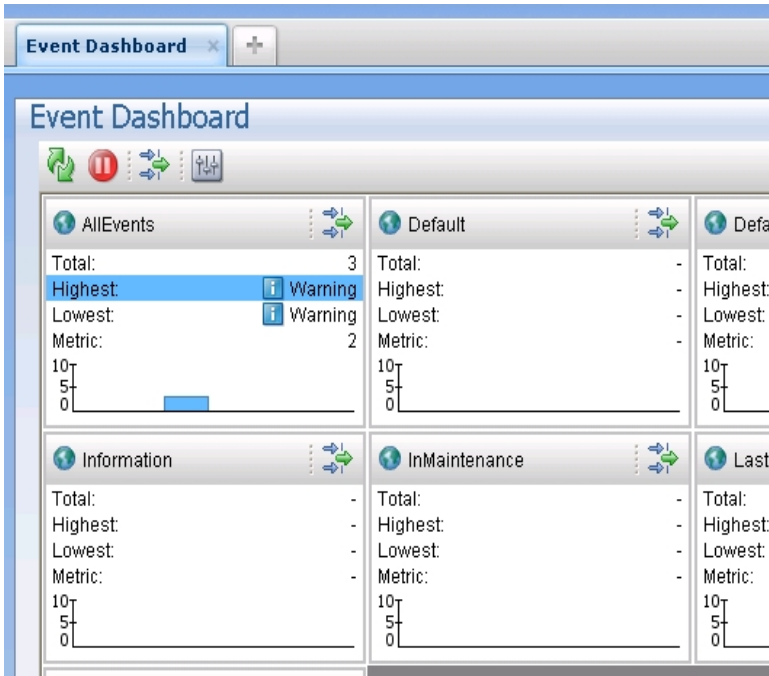 Event Dashboard
Event Dashboard
AllEvents
Total: 3
Highest: Warning
Lowest: Warning
Metric: 2
10
5
0
Default
Total: -
Highest: -
Lowest: -
Metric: -
10
5
0
Defa
Total:
Highest:
Lowest:
Metric:
10
5
0
Information
Total: -
Highest: -
Lowest: -
Metric: -
10
5
0
InMaintenance
Total: -
Highest: -
Lowest: -
Metric: -
10
5
0
Last
Total:
Highest:
Lowest:
Metric:
10
5
0